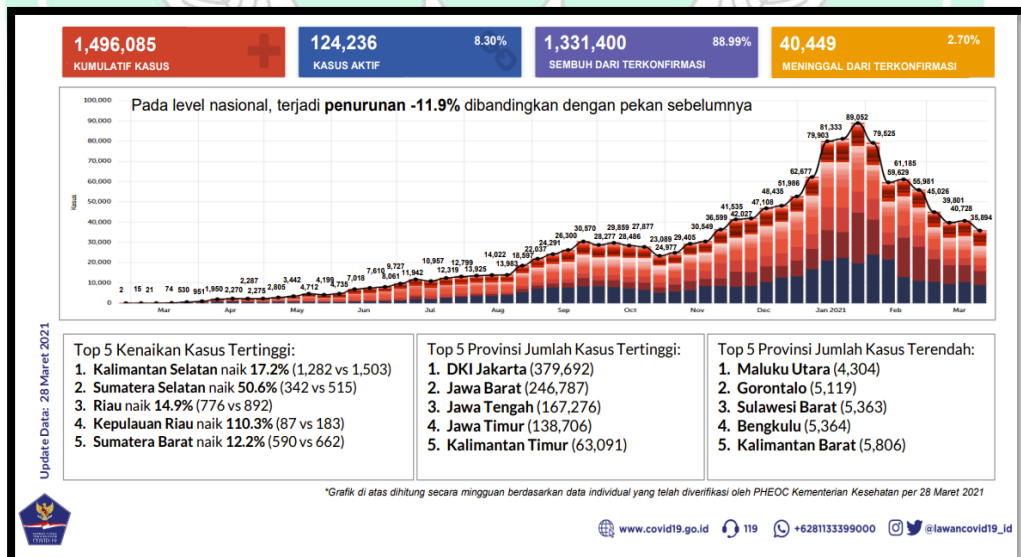 1,496,085
KUMULATIF KASUS
124,236 8.30%
KASUS AKTIF
1,331,400 88.99%
SEMBUH DARI TERKONFIRMASI
40,449 2.70%
MENINGGAL DARI TERKONFIRMASI
Pada level nasional, terjadi penurunan -11.9% dibandingkan dengan pekan sebelumnya
Kasus
100,000
90,000
80,000
70,000
60,000
50,000
40,000
30,000
20,000
10,000
0
2 15 21 74 530 951 1,950 2,270 2,287 2,275 2,805 3,442 4,712 4,199 4,735 7,018 7,610 8,061 9,727 11,942 10,957 12,319 12,799 13,925 14,022 13,983 18,597 22,037 24,291 26,300 30,570 28,277 29,859 28,486 27,877 23,089 24,977 29,405 30,549 36,599 41,535 42,027 47,108 48,435 51,986 62,677 79,903 81,333 89,052 79,525 59,629 61,185 55,981 45,026 39,801 40,728 35,894
Mar Apr May Jun Jul Aug Sep Oct Nov Dec Jan 2021 Feb Mar
Update Data: 28 Maret 2021
Top 5 Kenaikan Kasus Tertinggi:
1. Kalimantan Selatan naik 17.2% (1,282 vs 1,503)
2. Sumatera Selatan naik 50.6% (342 vs 515)
3. Riau naik 14.9% (776 vs 892)
4. Kepulauan Riau naik 110.3% (87 vs 183)
5. Sumatera Barat naik 12.2% (590 vs 662)
Top 5 Provinsi Jumlah Kasus Tertinggi:
1. DKI Jakarta (379,692)
2. Jawa Barat (246,787)
3. Jawa Tengah (167,276)
4. Jawa Timur (138,706)
5. Kalimantan Timur (63,091)
Top 5 Provinsi Jumlah Kasus Terendah:
1. Maluku Utara (4,304)
2. Gorontalo (5,119)
3. Sulawesi Barat (5,363)
4. Bengkulu (5,364)
5. Kalimantan Barat (5,806)
*Grafik di atas dihitung secara mingguan berdasarkan data individual yang telah diverifikasi oleh PHEOC Kementerian Kesehatan per 28 Maret 2021
COVID-19
www.covid19.go.id 119 +6281133399000 @lawancovid19_id